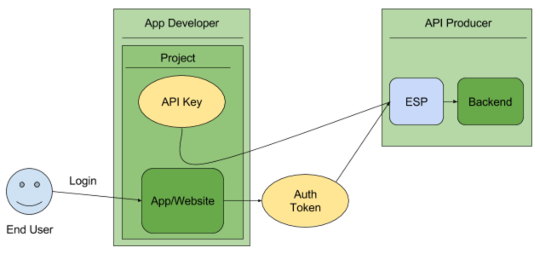 App Developer
API Producer
Project
API Key
ESP
Backend
Login
App/Website
Auth
Token
End User